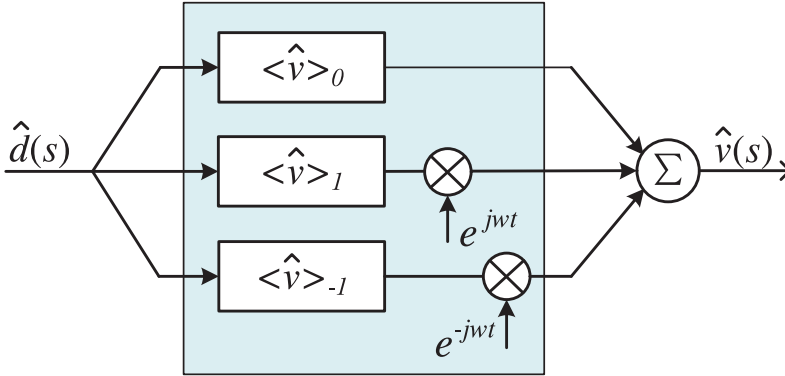 <v̂>₀
d̂(s)
<v̂>₁
Σ
v̂(s)
e^{jwt}
<v̂>₋₁
e^{-jwt}